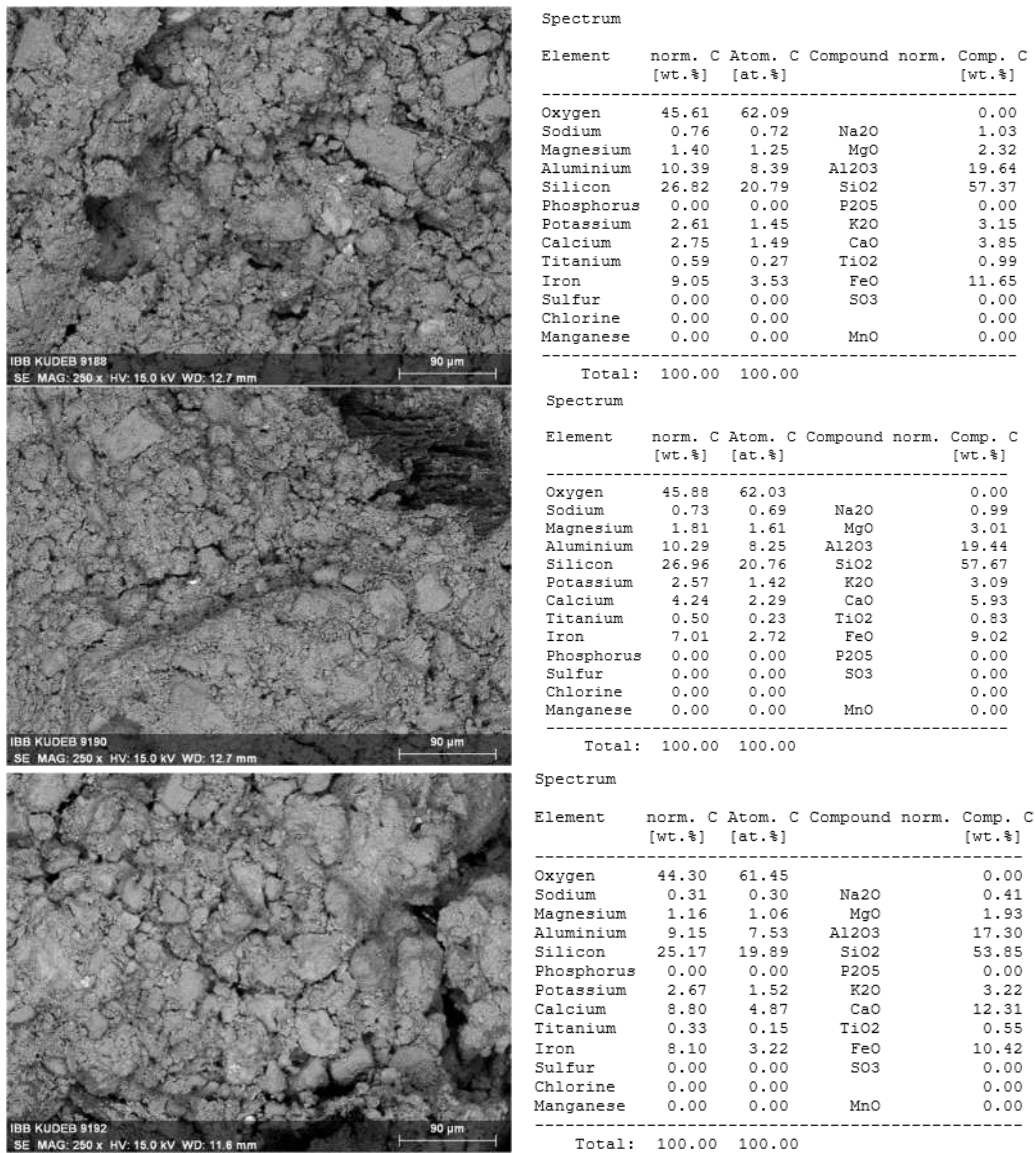 IBB KUDEB 9188
90 µm
SE MAG: 250 x HV: 15.0 kV WD: 12.7 mm
Spectrum
Element norm. C Atom. C Compound norm. Comp. C
[wt.%] [at.%] [wt.%]
Oxygen 45.61 62.09 0.00
Sodium 0.76 0.72 Na2O 1.03
Magnesium 1.40 1.25 MgO 2.32
Aluminium 10.39 8.39 Al2O3 19.64
Silicon 26.82 20.79 SiO2 57.37
Phosphorus 0.00 0.00 P2O5 0.00
Potassium 2.61 1.45 K2O 3.15
Calcium 2.75 1.49 CaO 3.85
Titanium 0.59 0.27 TiO2 0.99
Iron 9.05 3.53 FeO 11.65
Sulfur 0.00 0.00 SO3 0.00
Chlorine 0.00 0.00 0.00
Manganese 0.00 0.00 MnO 0.00
Total: 100.00 100.00
IBB KUDEB 9190
90 µm
SE MAG: 250 x HV: 15.0 kV WD: 12.7 mm
Spectrum
Element norm. C Atom. C Compound norm. Comp. C
[wt.%] [at.%] [wt.%]
Oxygen 45.88 62.03 0.00
Sodium 0.73 0.69 Na2O 0.99
Magnesium 1.81 1.61 MgO 3.01
Aluminium 10.29 8.25 Al2O3 19.44
Silicon 26.96 20.76 SiO2 57.67
Potassium 2.57 1.42 K2O 3.09
Calcium 4.24 2.29 CaO 5.93
Titanium 0.50 0.23 TiO2 0.83
Iron 7.01 2.72 FeO 9.02
Phosphorus 0.00 0.00 P2O5 0.00
Sulfur 0.00 0.00 SO3 0.00
Chlorine 0.00 0.00 0.00
Manganese 0.00 0.00 MnO 0.00
Total: 100.00 100.00
IBB KUDEB 9192
90 µm
SE MAG: 250 x HV: 15.0 kV WD: 11.6 mm
Spectrum
Element norm. C Atom. C Compound norm. Comp. C
[wt.%] [at.%] [wt.%]
Oxygen 44.30 61.45 0.00
Sodium 0.31 0.30 Na2O 0.41
Magnesium 1.16 1.06 MgO 1.93
Aluminium 9.15 7.53 Al2O3 17.30
Silicon 25.17 19.89 SiO2 53.85
Phosphorus 0.00 0.00 P2O5 0.00
Potassium 2.67 1.52 K2O 3.22
Calcium 8.80 4.87 CaO 12.31
Titanium 0.33 0.15 TiO2 0.55
Iron 8.10 3.22 FeO 10.42
Sulfur 0.00 0.00 SO3 0.00
Chlorine 0.00 0.00 0.00
Manganese 0.00 0.00 MnO 0.00
Total: 100.00 100.00